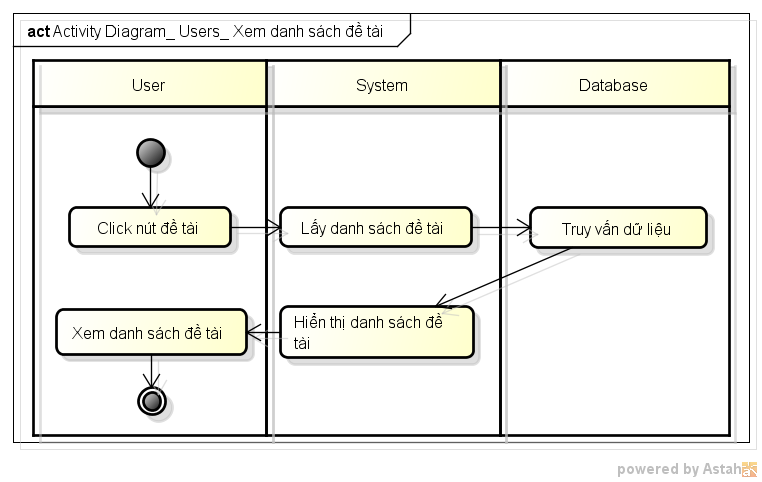 act Activity Diagram_ Users_ Xem danh sách đề tài
User
System
Database
Click nút đề tài
Lấy danh sách đề tài
Truy vấn dữ liệu
Xem danh sách đề tài
Hiển thị danh sách đề
tài
powered by Astah